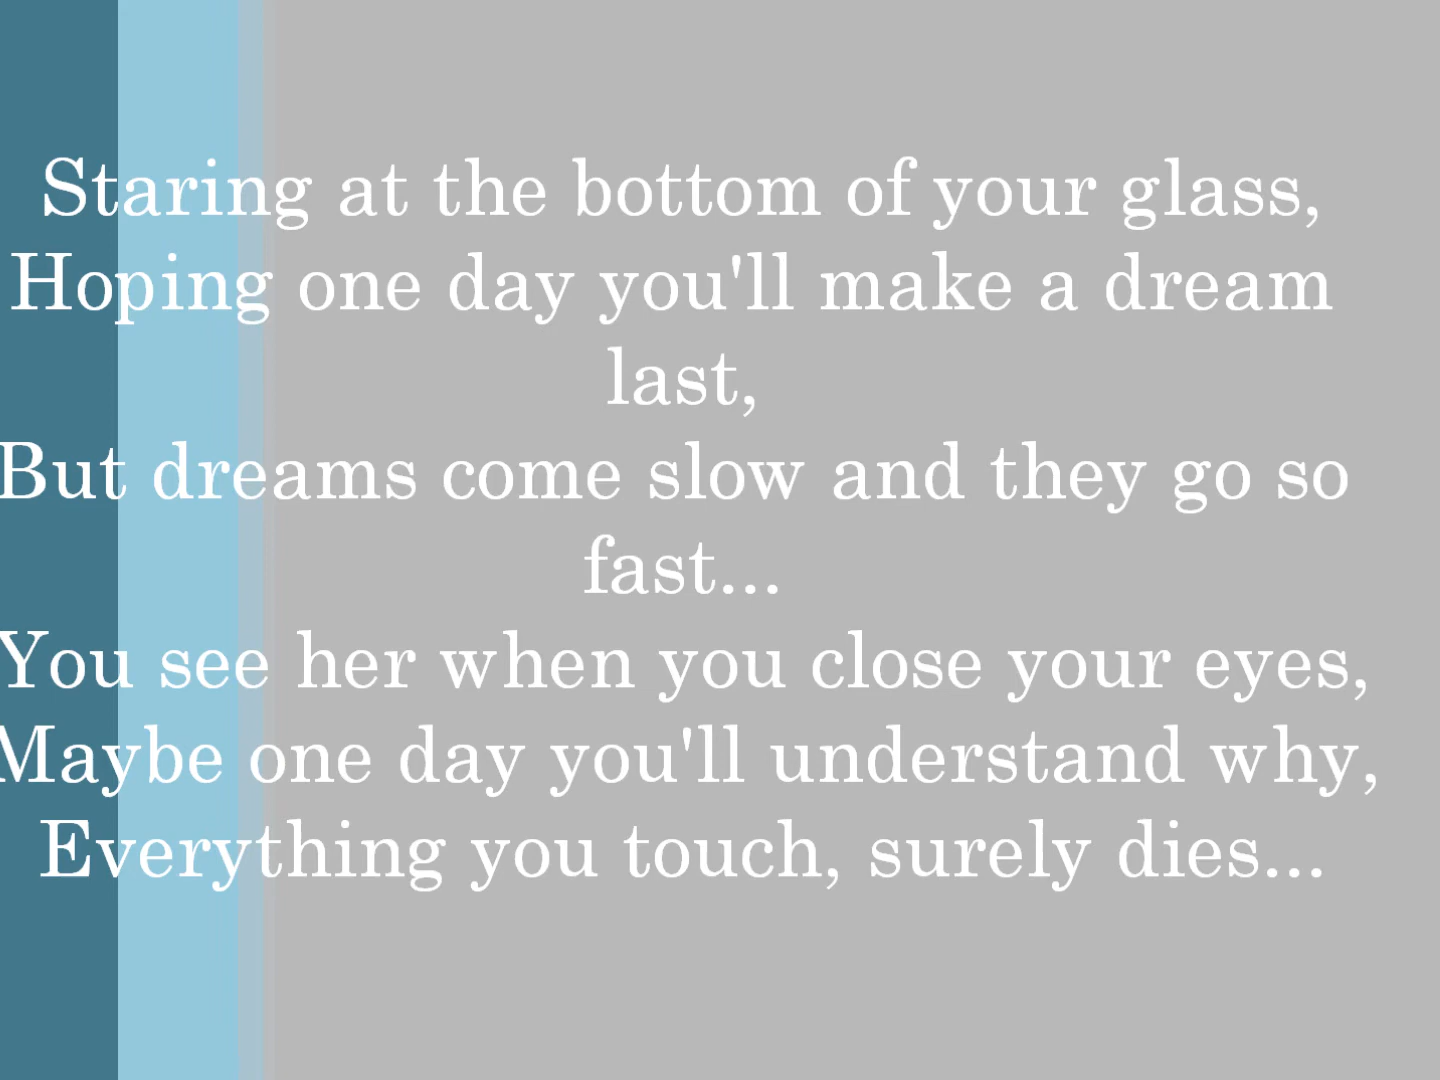 Staring at the bottom of your glass,
Hoping one day you'll make a dream
last,
But dreams come slow and they go so
fast...
You see her when you close your eyes,
Maybe one day you'll understand why,
Everything you touch, surely dies...